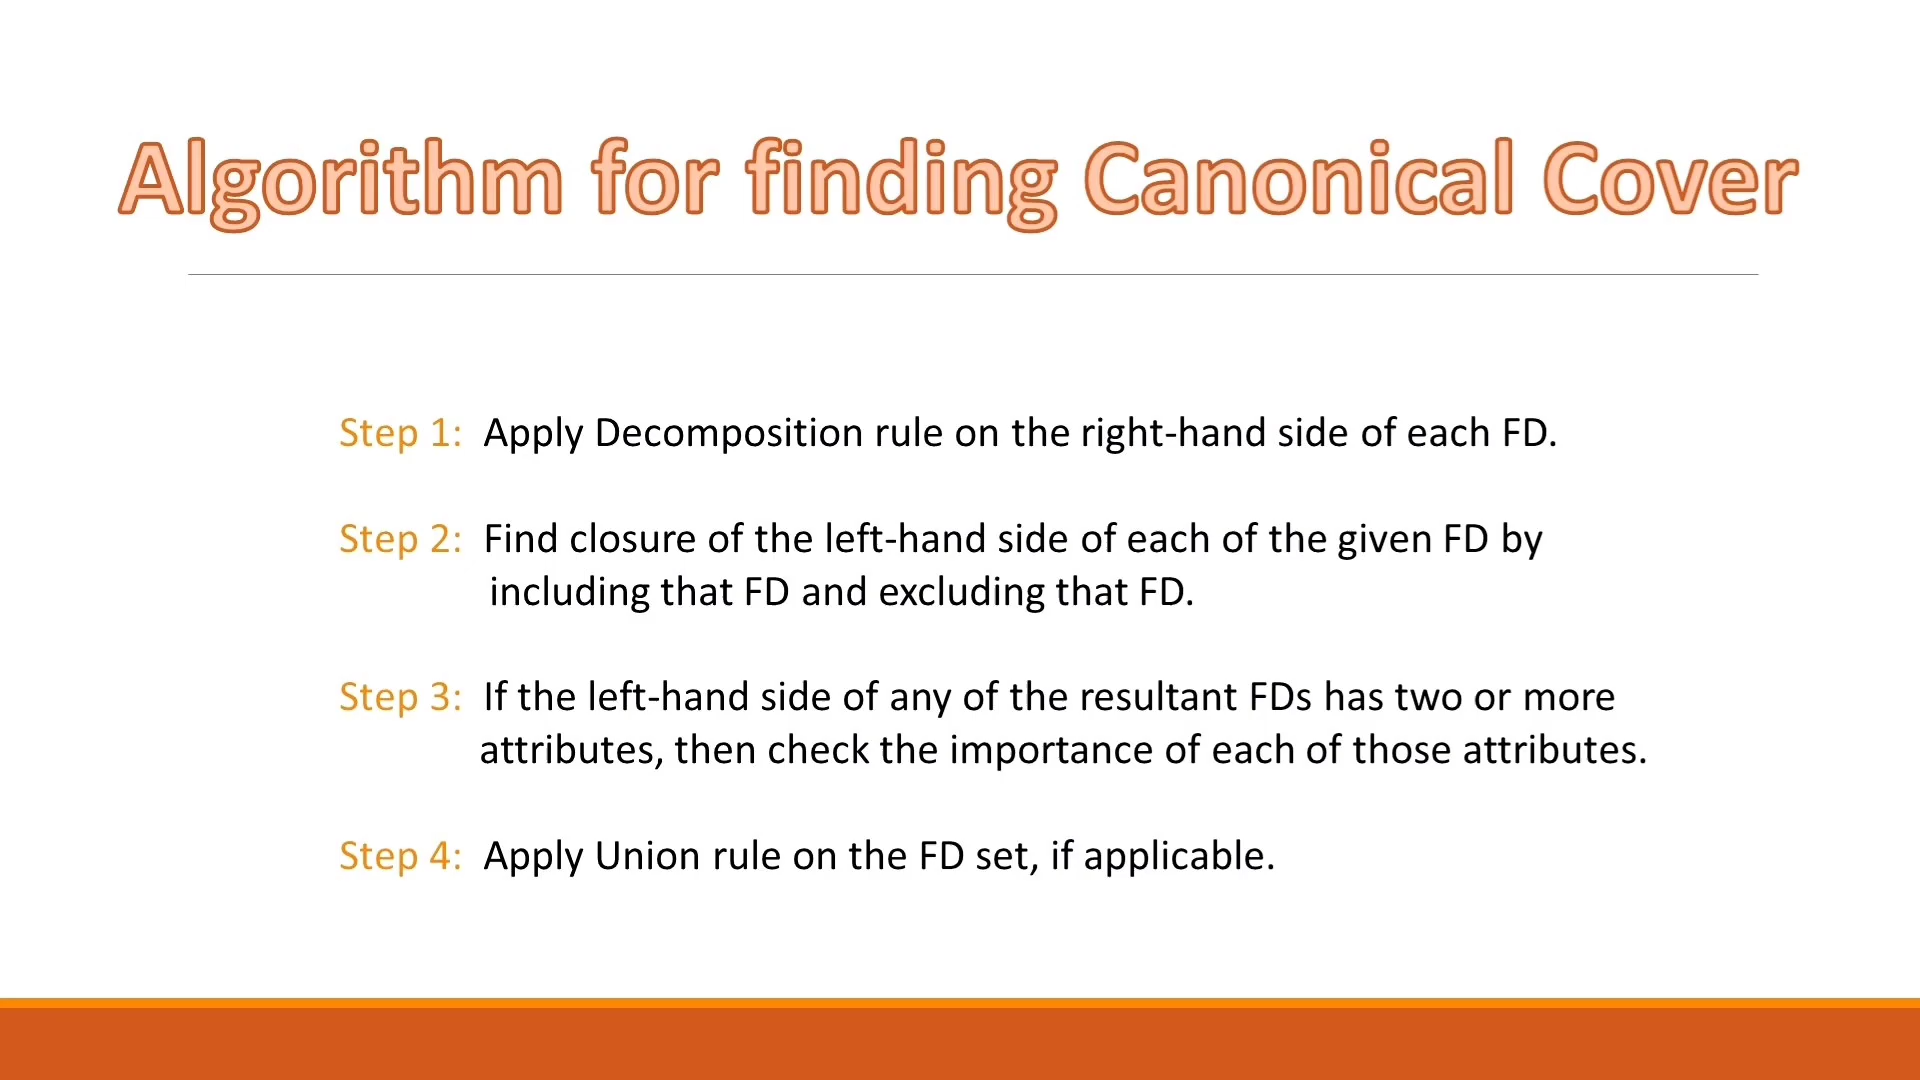 Algorithm for finding Canonical Cover
Step 1: Apply Decomposition rule on the right-hand side of each FD.
Step 2: Find closure of the left-hand side of each of the given FD by
including that FD and excluding that FD.
Step 3: If the left-hand side of any of the resultant FDs has two or more
attributes, then check the importance of each of those attributes.
Step 4: Apply Union rule on the FD set, if applicable.